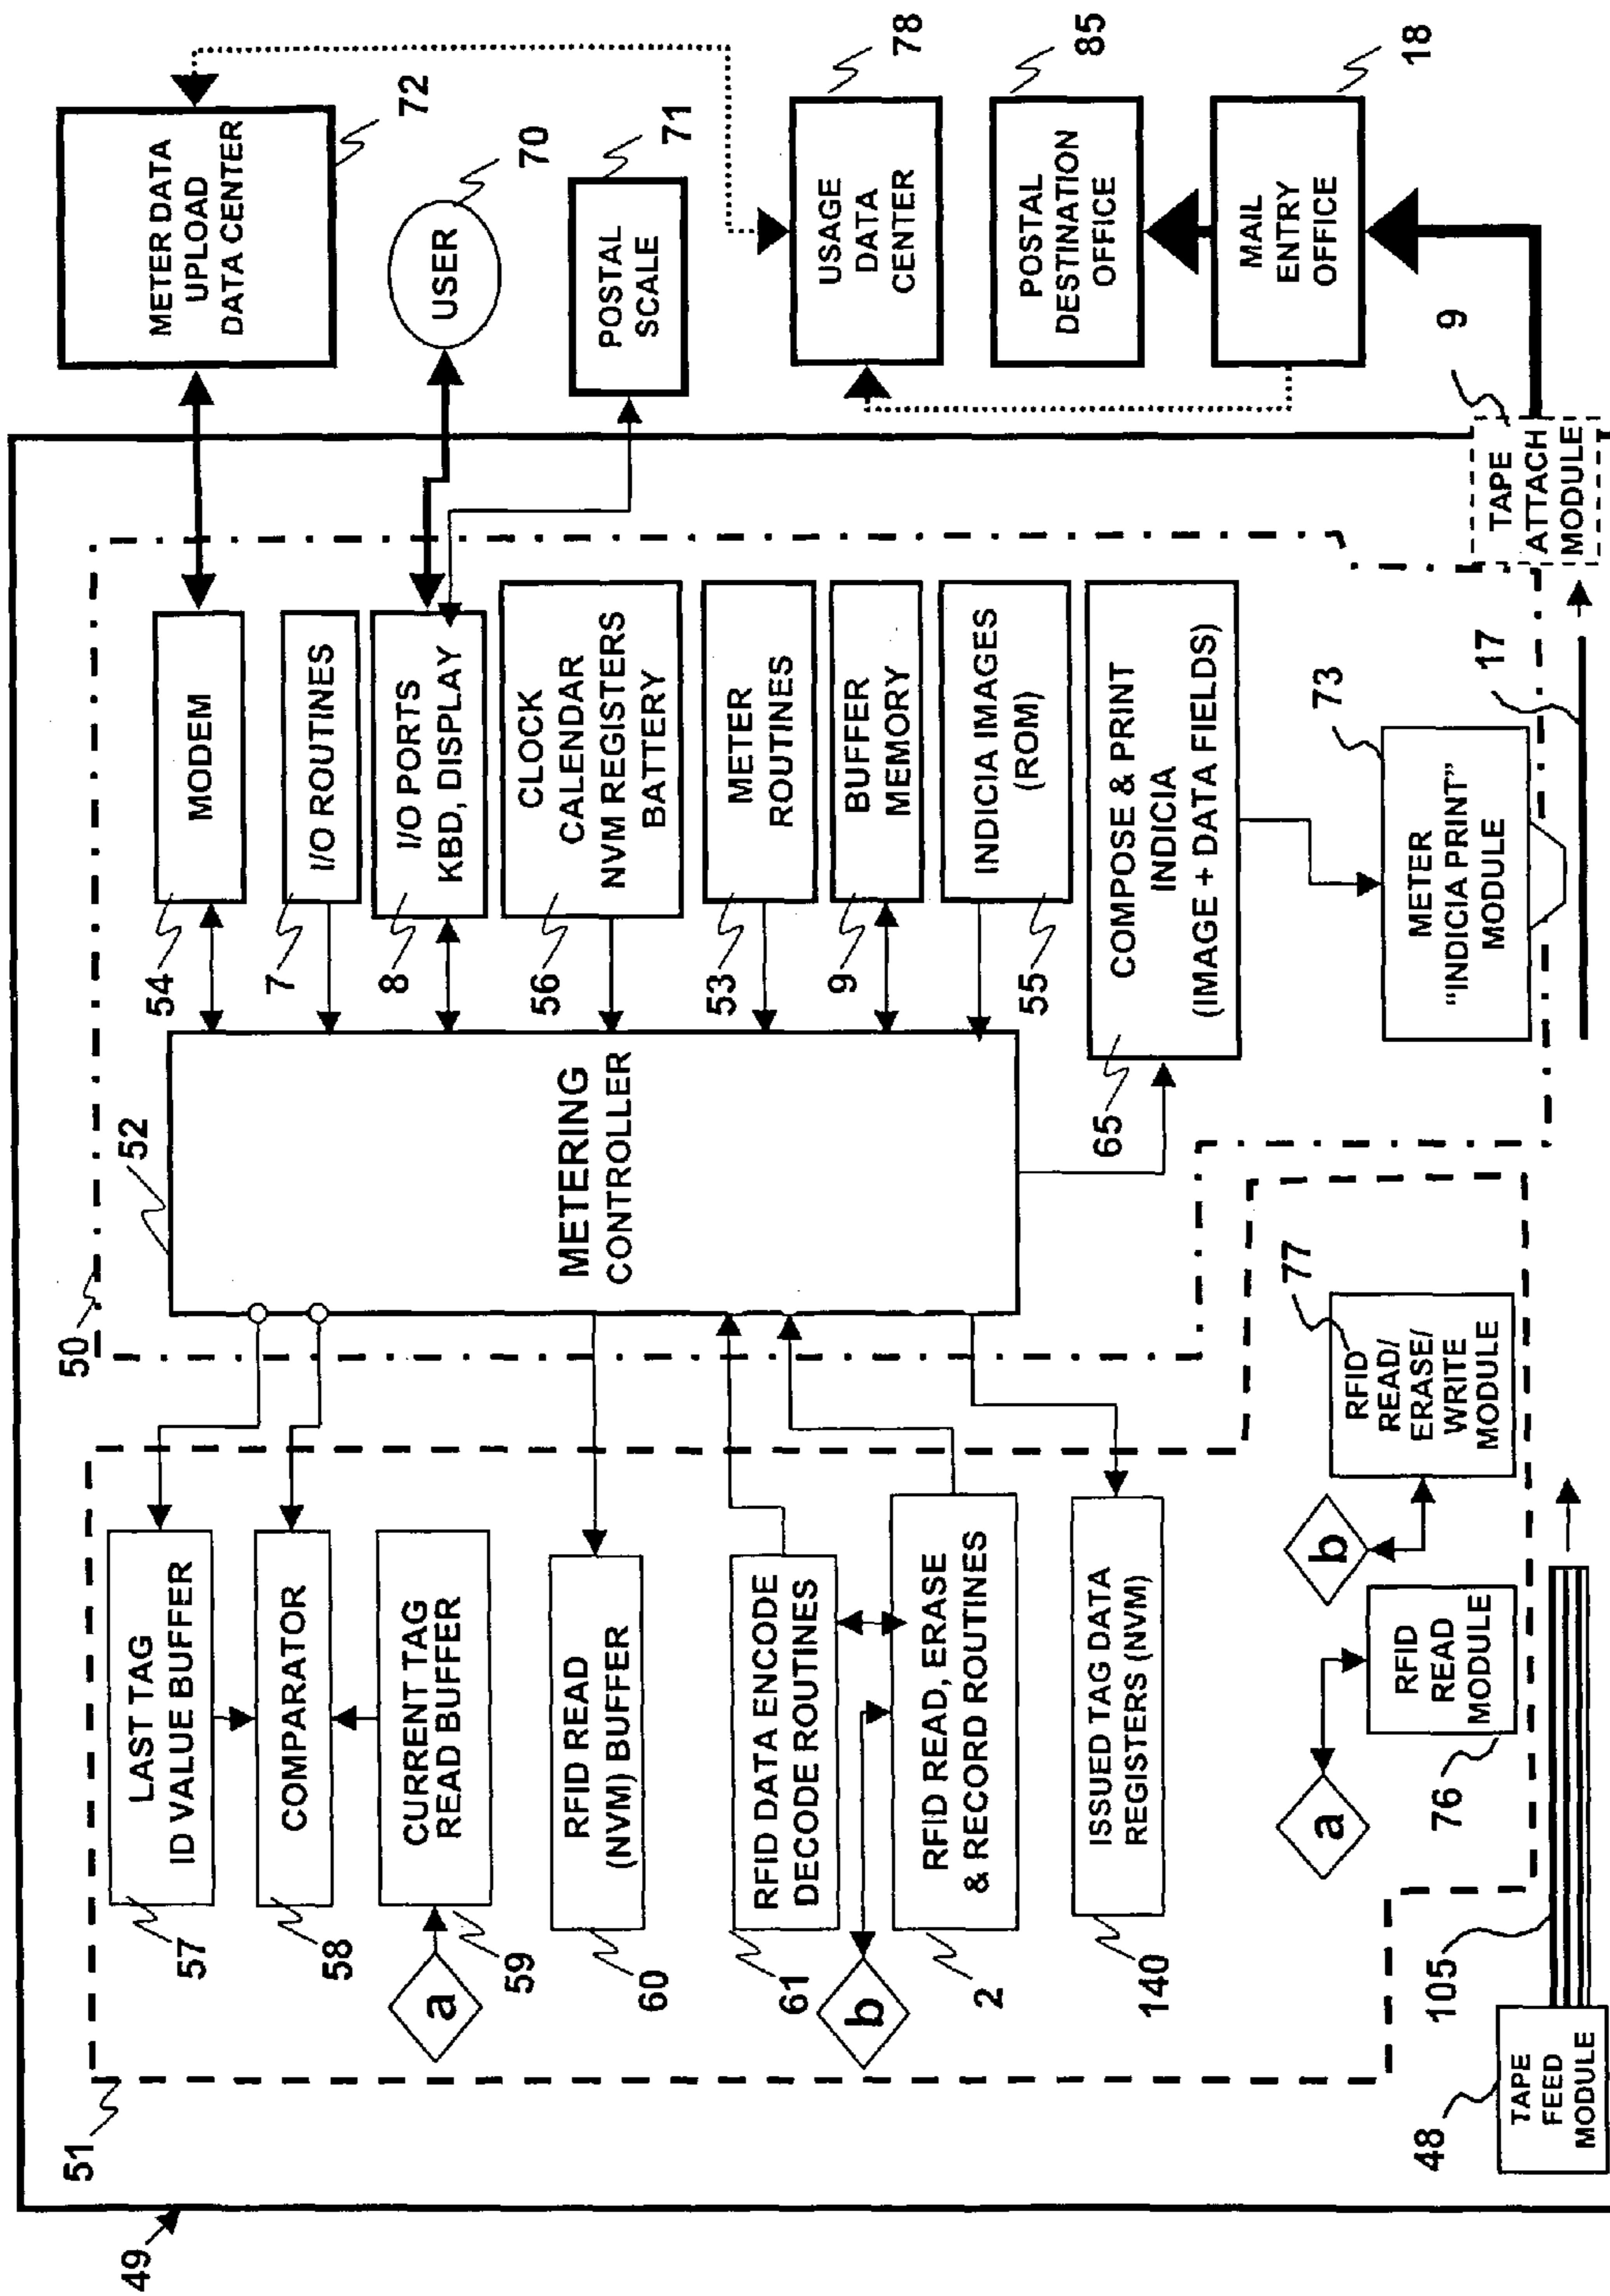 49
51
50
52
LAST TAG
ID VALUE BUFFER
57
COMPARATOR
58
CURRENT TAG
READ BUFFER
59
a
RFID READ
(NVM) BUFFER
60
RFID DATA ENCODE
DECODE ROUTINES
61
b
RFID READ, ERASE
& RECORD ROUTINES
2
ISSUED TAG DATA
REGISTERS (NVM)
140
METERING
CONTROLLER
MODEM
54
I/O ROUTINES
7
I/O PORTS
KBD, DISPLAY
8
CLOCK
CALENDAR
NVM REGISTERS
BATTERY
56
METER
ROUTINES
53
BUFFER
MEMORY
9
INDICIA IMAGES
(ROM)
55
COMPOSE & PRINT
INDICIA
(IMAGE + DATA FIELDS)
65
METER DATA
UPLOAD
DATA CENTER
72
USER
70
POSTAL
SCALE
71
USAGE
DATA
CENTER
78
POSTAL
DESTINATION
OFFICE
85
MAIL
ENTRY
OFFICE
18
TAPE
FEED
MODULE
48
105
a
RFID
READ
MODULE
76
b
RFID
READ/
ERASE/
WRITE
MODULE
77
METER
“INDICIA PRINT”
MODULE
73
17
TAPE
ATTACH
MODULE
9